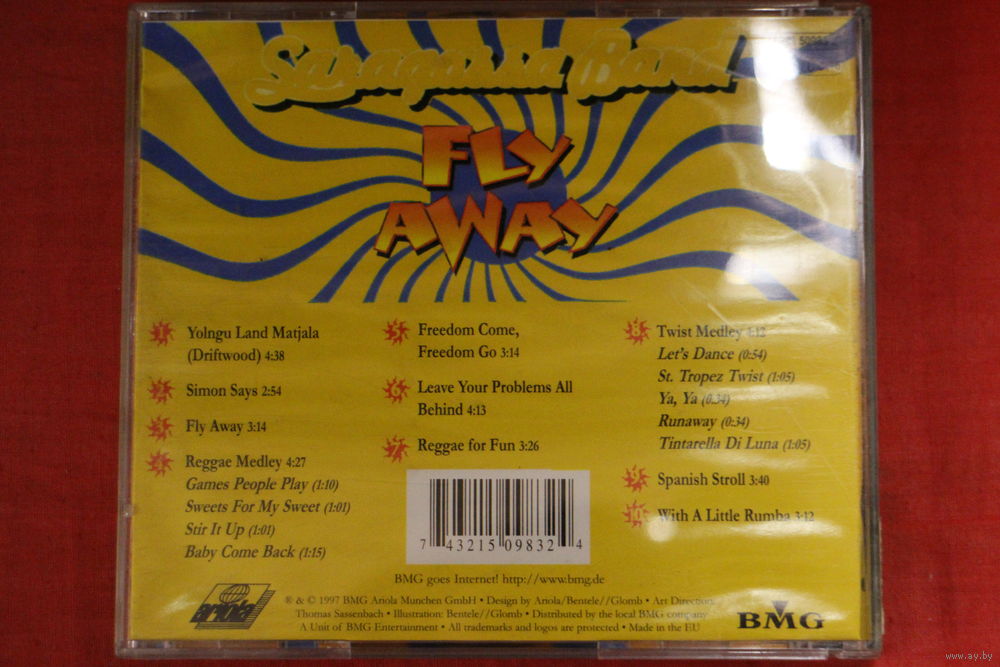 Saragossa Band
FLY
AWAY
1 Yolngu Land Matjala
(Driftwood) 4:38
2 Simon Says 2:54
3 Fly Away 3:14
4 Reggae Medley 4:27
Games People Play (1:10)
Sweets For My Sweet (1:01)
Stir It Up (1:01)
Baby Come Back (1:15)
5 Freedom Come,
Freedom Go 3:14
6 Leave Your Problems All
Behind 4:13
7 Reggae for Fun 3:26
8 Twist Medley 4:12
Let's Dance (0:54)
St. Tropez Twist (1:05)
Ya, Ya (0:34)
Runaway (0:34)
Tintarella Di Luna (1:05)
9 Spanish Stroll 3:40
10 With A Little Rumba 3:12
7 43215 09832 4
BMG goes Internet! http://www.bmg.de
ariola
℗ & © 1997 BMG Ariola Munchen GmbH • Design by Ariola/Bentele//Glomb • Art Direction:
Thomas Sassenbach • Illustration: Bentele//Glomb • Distributed by the local BMG company
A Unit of BMG Entertainment • All trademarks and logos are protected • Made in the EU
BMG
www.ay.by